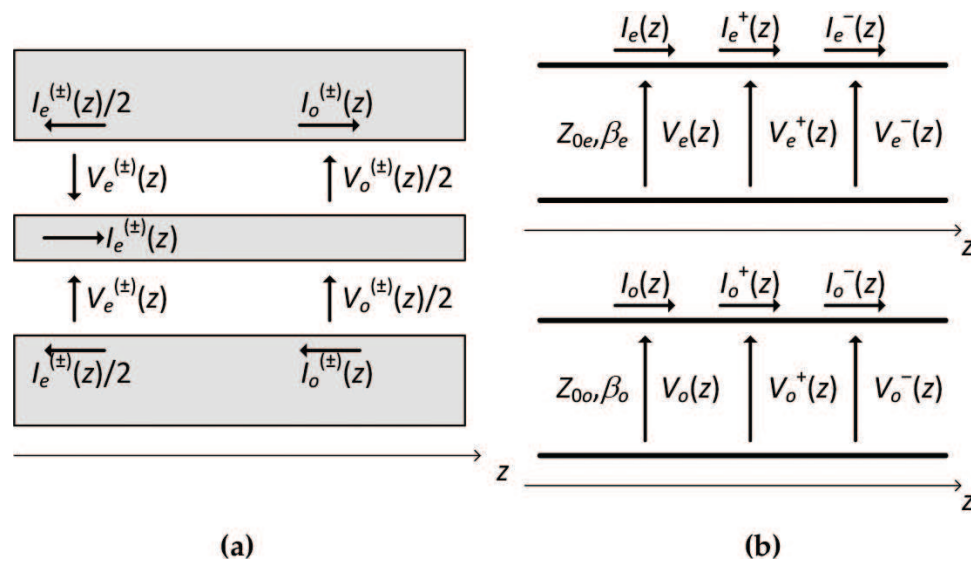 I_e^(±)(z)/2
I_o^(±)(z)
V_e^(±)(z)
V_o^(±)(z)/2
I_e^(±)(z)
V_e^(±)(z)
V_o^(±)(z)/2
I_e^(±)(z)/2
I_o^(±)(z)
z
(a)
I_e(z) I_e^+(z) I_e^−(z)
Z_0e,β_e V_e(z) V_e^+(z) V_e^−(z)
z
I_o(z) I_o^+(z) I_o^−(z)
Z_0o,β_o V_o(z) V_o^+(z) V_o^−(z)
z
(b)